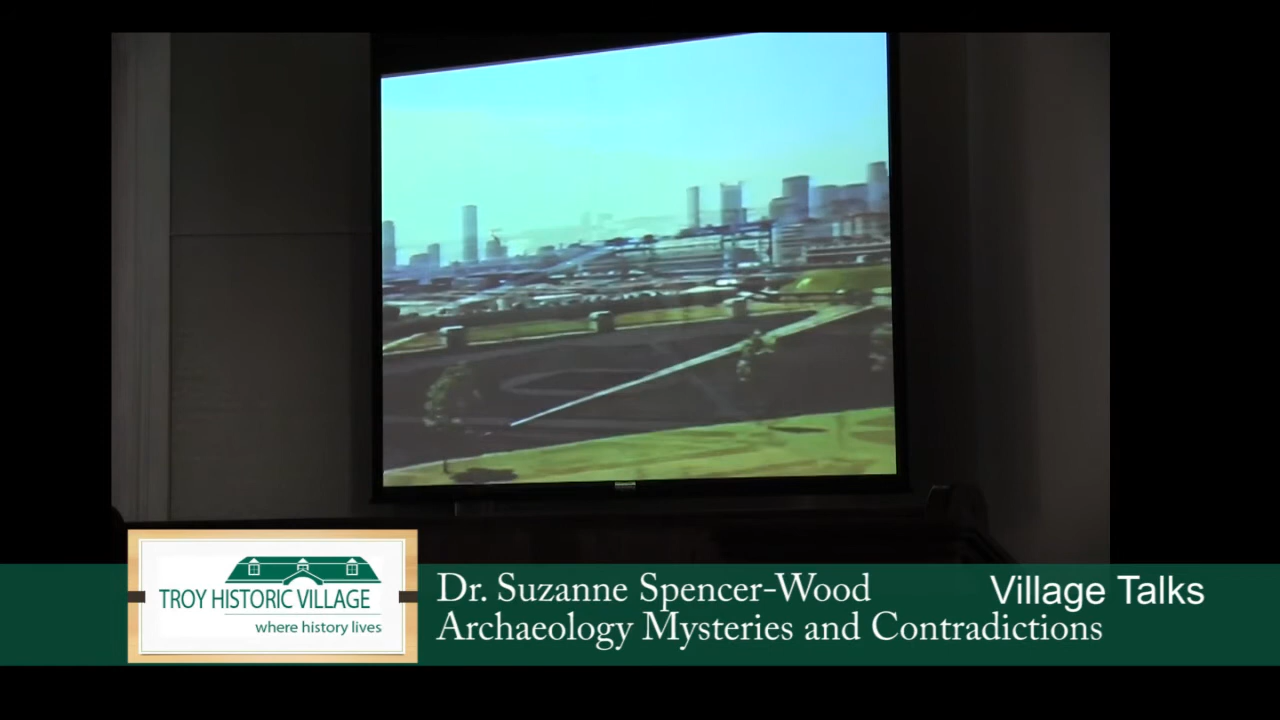 TROY HISTORIC VILLAGE
where history lives
Dr. Suzanne Spencer-Wood
Archaeology Mysteries and Contradictions
Village Talks